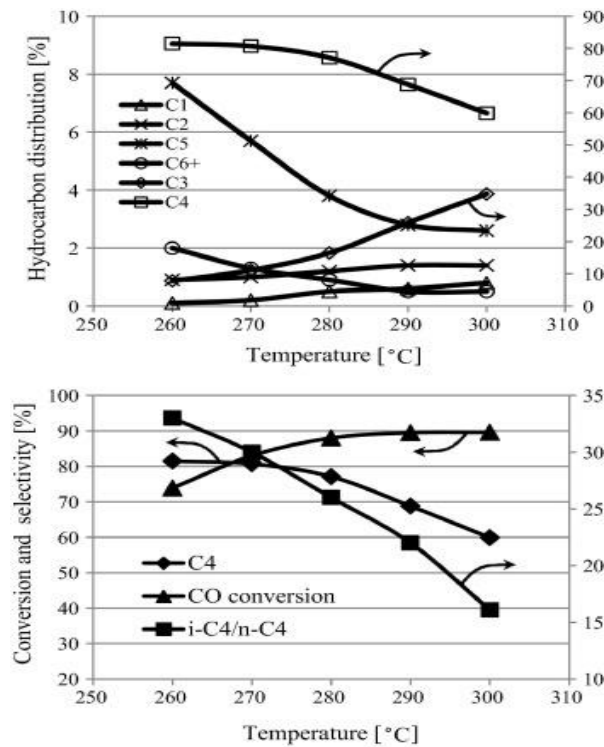 Hydrocarbon distribution [%]
10
8
6
4
2
0
C1
C2
C5
C6+
C3
C4
90
80
70
60
50
40
30
20
10
0
250 260 270 280 290 300 310
Temperature [°C]
Conversion and selectivity [%]
100
90
80
70
60
50
40
30
20
C4
CO conversion
i-C4/n-C4
35
30
25
20
15
10
250 260 270 280 290 300 310
Temperature [°C]